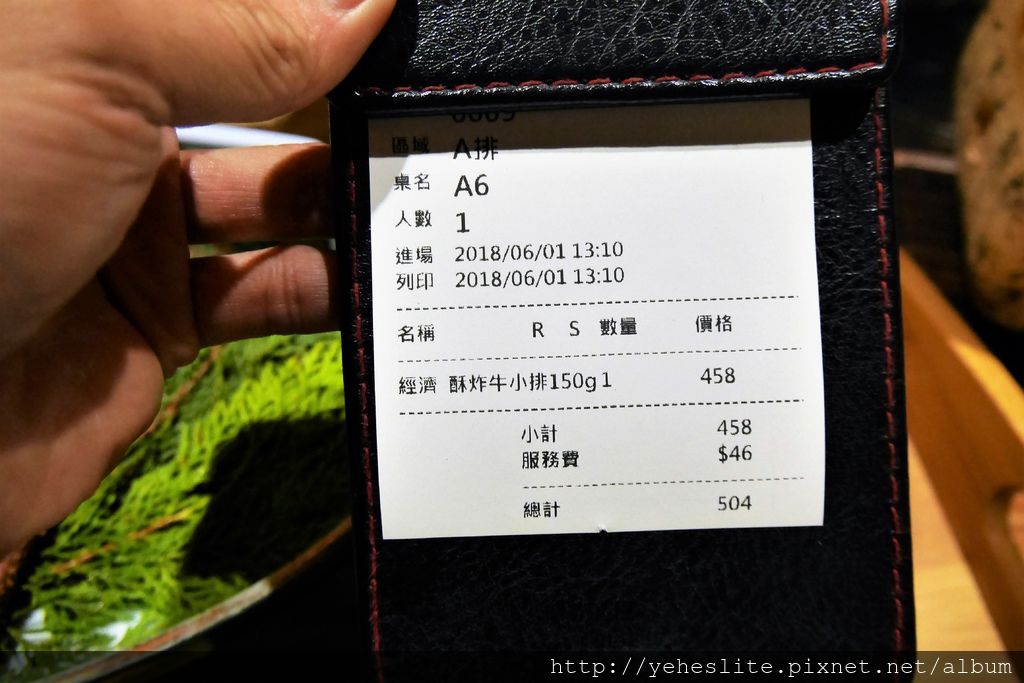 0009
區域 A排
桌名 A6
人數 1
進場 2018/06/01 13:10
列印 2018/06/01 13:10
名稱 R S 數量 價格
經濟 酥炸牛小排150g 1 458
小計 458
服務費 $46
總計 504
http://yeheslite.pixnet.net/album